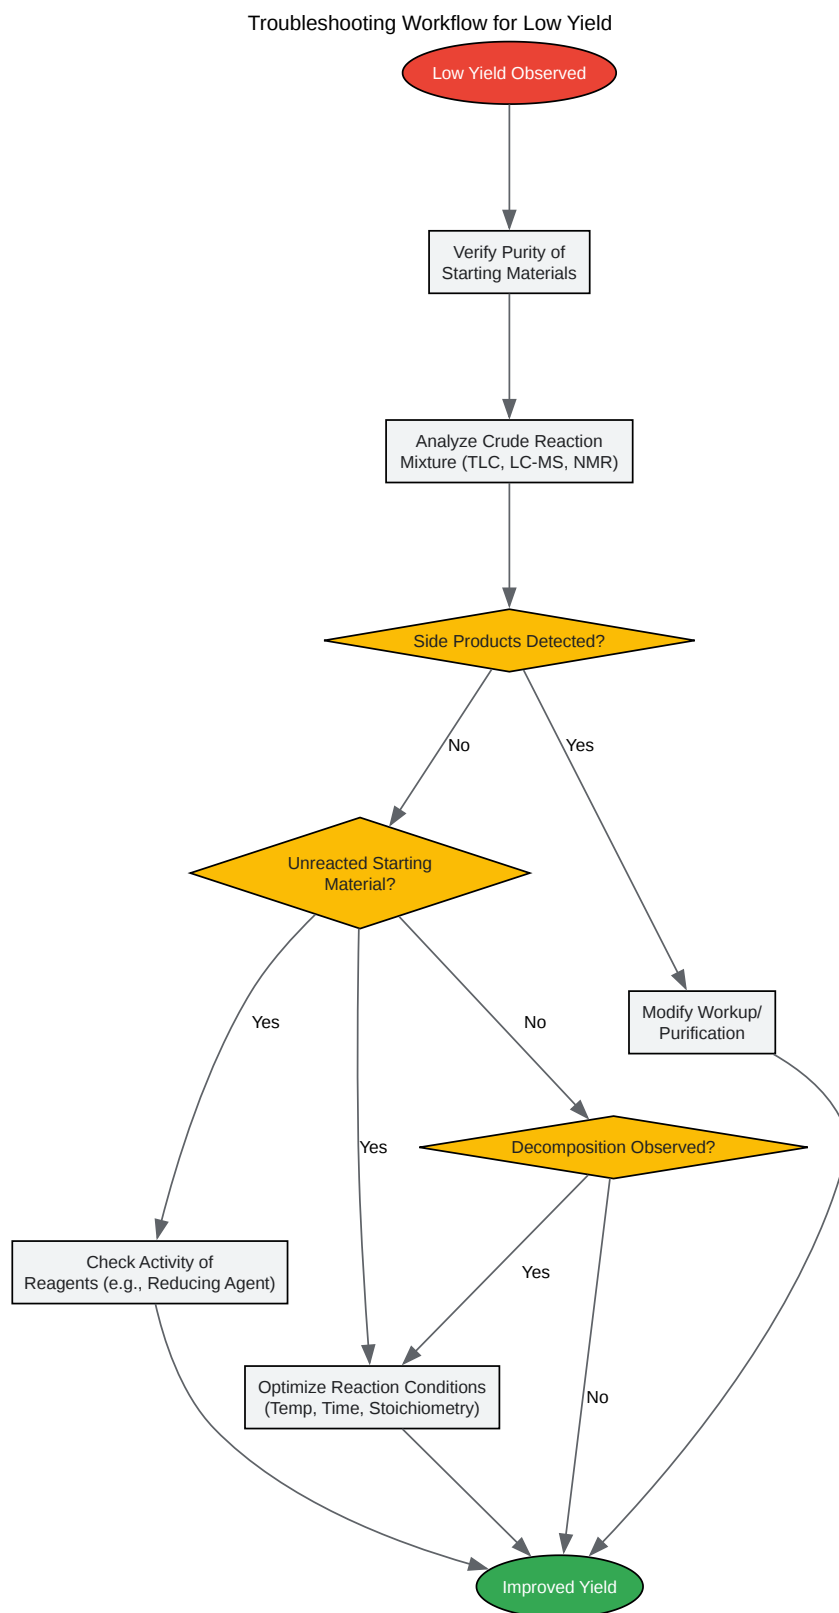 Troubleshooting Workflow for Low Yield
Low Yield Observed
Verify Purity of
Starting Materials
Analyze Crude Reaction
Mixture (TLC, LC-MS, NMR)
Side Products Detected?
No
Yes
Unreacted Starting
Material?
Yes
No
Modify Workup/
Purification
Yes
Decomposition Observed?
Check Activity of
Reagents (e.g., Reducing Agent)
Yes
Optimize Reaction Conditions
(Temp, Time, Stoichiometry)
No
Improved Yield